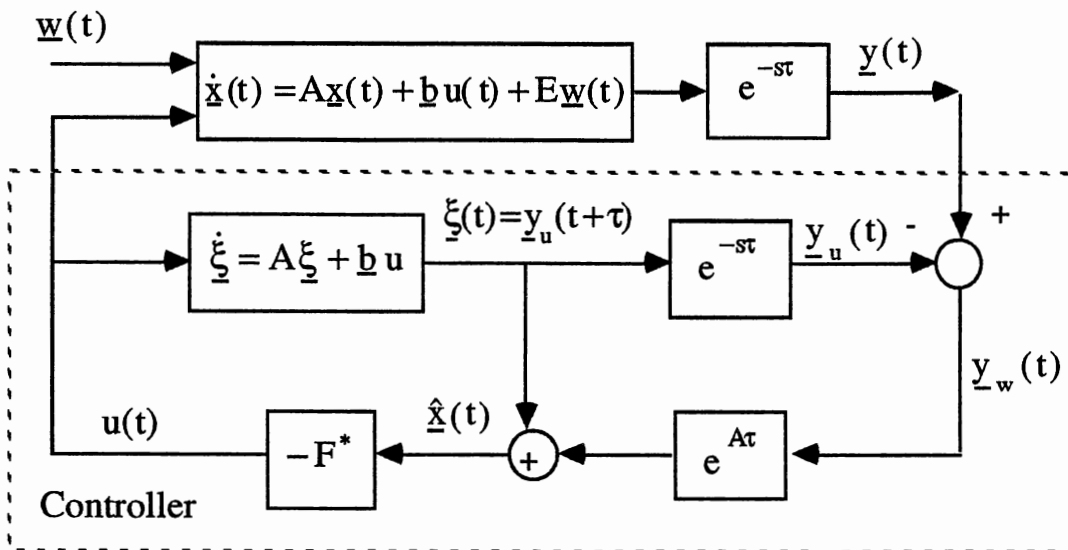 w(t)
ẋ(t) = Ax(t) + b u(t) + Ew(t)
e^{-sτ}
y(t)
+
ξ̇ = Aξ + b u
ξ(t)=y_u(t+τ)
e^{-sτ}
y_u(t)
-
y_w(t)
u(t)
-F^*
x̂(t)
+
e^{Aτ}
Controller